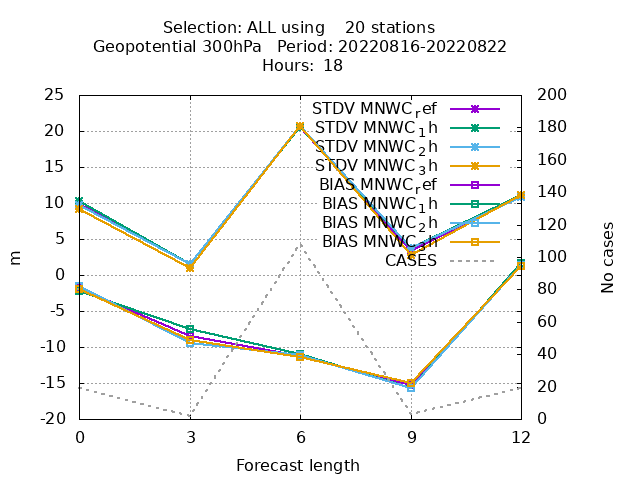 Selection: ALL using    20 stations
Geopotential 300hPa   Period: 20220816-20220822
Hours: 18
STDV MNWC_ref
STDV MNWC_1h
STDV MNWC_2h
STDV MNWC_3h
BIAS MNWC_ref
BIAS MNWC_1h
BIAS MNWC_2h
BIAS MNWC_3h
CASES
25
20
15
10
5
0
-5
-10
-15
-20
m
200
180
160
140
120
100
80
60
40
20
0
No cases
0 3 6 9 12
Forecast length